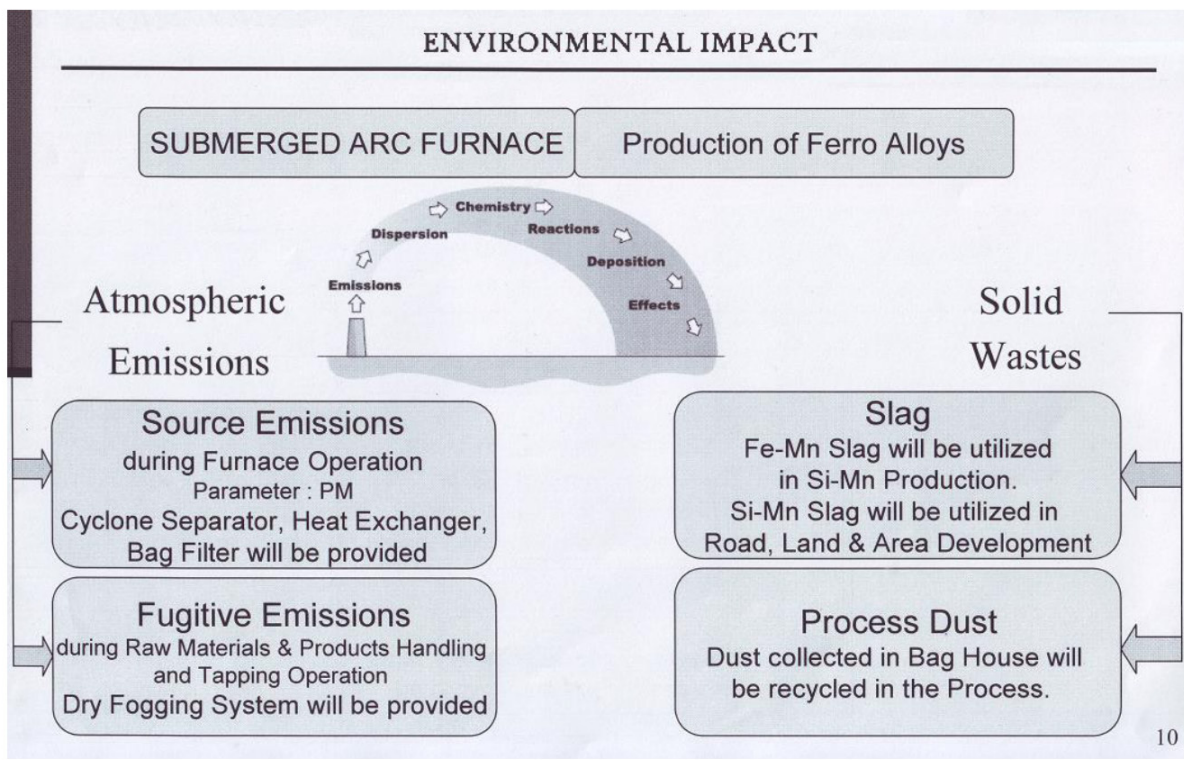 ENVIRONMENTAL IMPACT
SUBMERGED ARC FURNACE
Production of Ferro Alloys
Emissions
Dispersion
Chemistry
Reactions
Deposition
Effects
Atmospheric
Emissions
Source Emissions
during Furnace Operation
Parameter : PM
Cyclone Separator, Heat Exchanger,
Bag Filter will be provided
Fugitive Emissions
during Raw Materials & Products Handling
and Tapping Operation
Dry Fogging System will be provided
Solid
Wastes
Slag
Fe-Mn Slag will be utilized
in Si-Mn Production.
Si-Mn Slag will be utilized in
Road, Land & Area Development
Process Dust
Dust collected in Bag House will
be recycled in the Process.
10